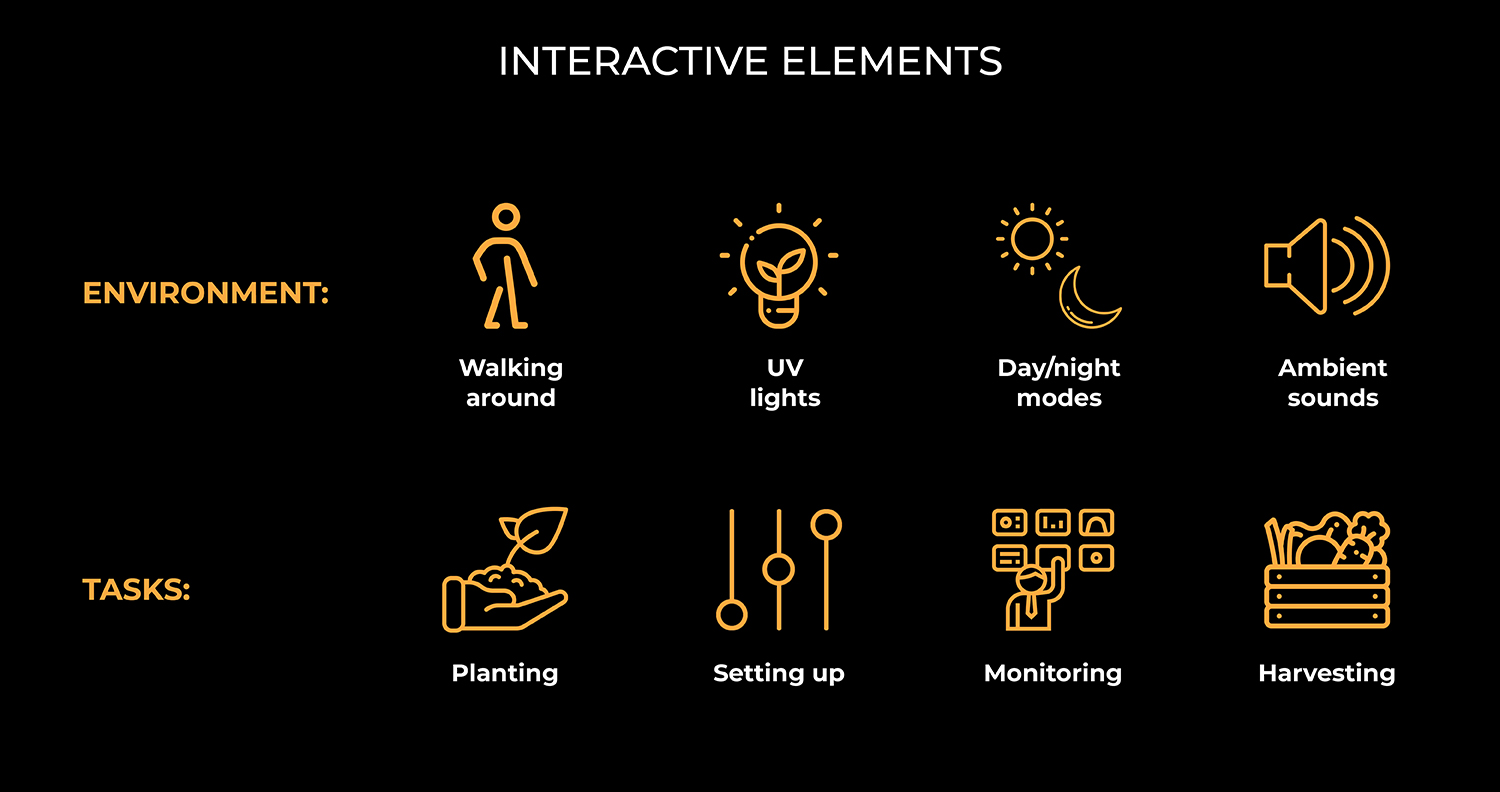 INTERACTIVE ELEMENTS
ENVIRONMENT:
Walking
around
UV
lights
Day/night
modes
Ambient
sounds
TASKS:
Planting
Setting up
Monitoring
Harvesting